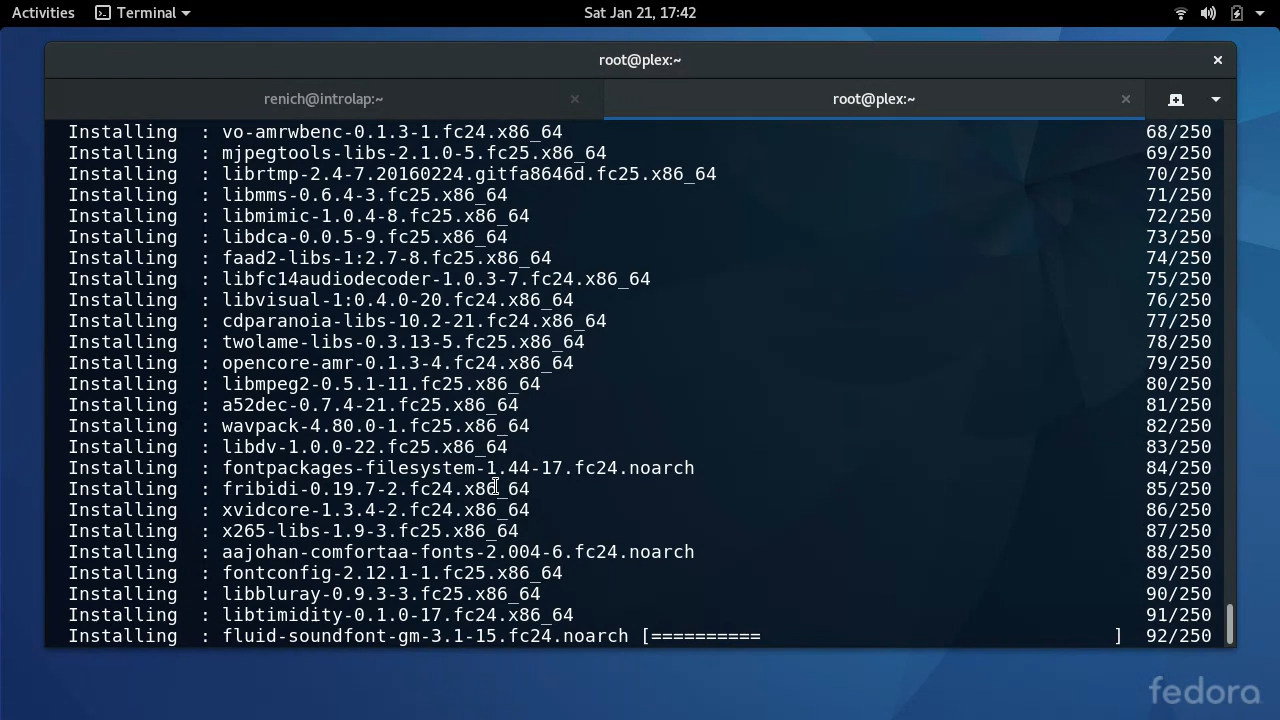 Activities Terminal Sat Jan 21, 17:42
root@plex:~
renich@introlap:~ root@plex:~
Installing : vo-amrwbenc-0.1.3-1.fc24.x86_64 68/250
Installing : mjpegtools-libs-2.1.0-5.fc25.x86_64 69/250
Installing : librtmp-2.4-7.20160224.gitfa8646d.fc25.x86_64 70/250
Installing : libmms-0.6.4-3.fc25.x86_64 71/250
Installing : libmimic-1.0.4-8.fc25.x86_64 72/250
Installing : libdca-0.0.5-9.fc25.x86_64 73/250
Installing : faad2-libs-1:2.7-8.fc25.x86_64 74/250
Installing : libfc14audiodecoder-1.0.3-7.fc24.x86_64 75/250
Installing : libvisual-1:0.4.0-20.fc24.x86_64 76/250
Installing : cdparanoia-libs-10.2-21.fc24.x86_64 77/250
Installing : twolame-libs-0.3.13-5.fc25.x86_64 78/250
Installing : opencore-amr-0.1.3-4.fc24.x86_64 79/250
Installing : libmpeg2-0.5.1-11.fc25.x86_64 80/250
Installing : a52dec-0.7.4-21.fc25.x86_64 81/250
Installing : wavpack-4.80.0-1.fc25.x86_64 82/250
Installing : libdv-1.0.0-22.fc25.x86_64 83/250
Installing : fontpackages-filesystem-1.44-17.fc24.noarch 84/250
Installing : fribidi-0.19.7-2.fc24.x86_64 85/250
Installing : xvidcore-1.3.4-2.fc24.x86_64 86/250
Installing : x265-libs-1.9-3.fc25.x86_64 87/250
Installing : aajohan-comfortaa-fonts-2.004-6.fc24.noarch 88/250
Installing : fontconfig-2.12.1-1.fc25.x86_64 89/250
Installing : libbluray-0.9.3-3.fc25.x86_64 90/250
Installing : libtimidity-0.1.0-17.fc24.x86_64 91/250
Installing : fluid-soundfont-gm-3.1-15.fc24.noarch [========== ] 92/250
fedora